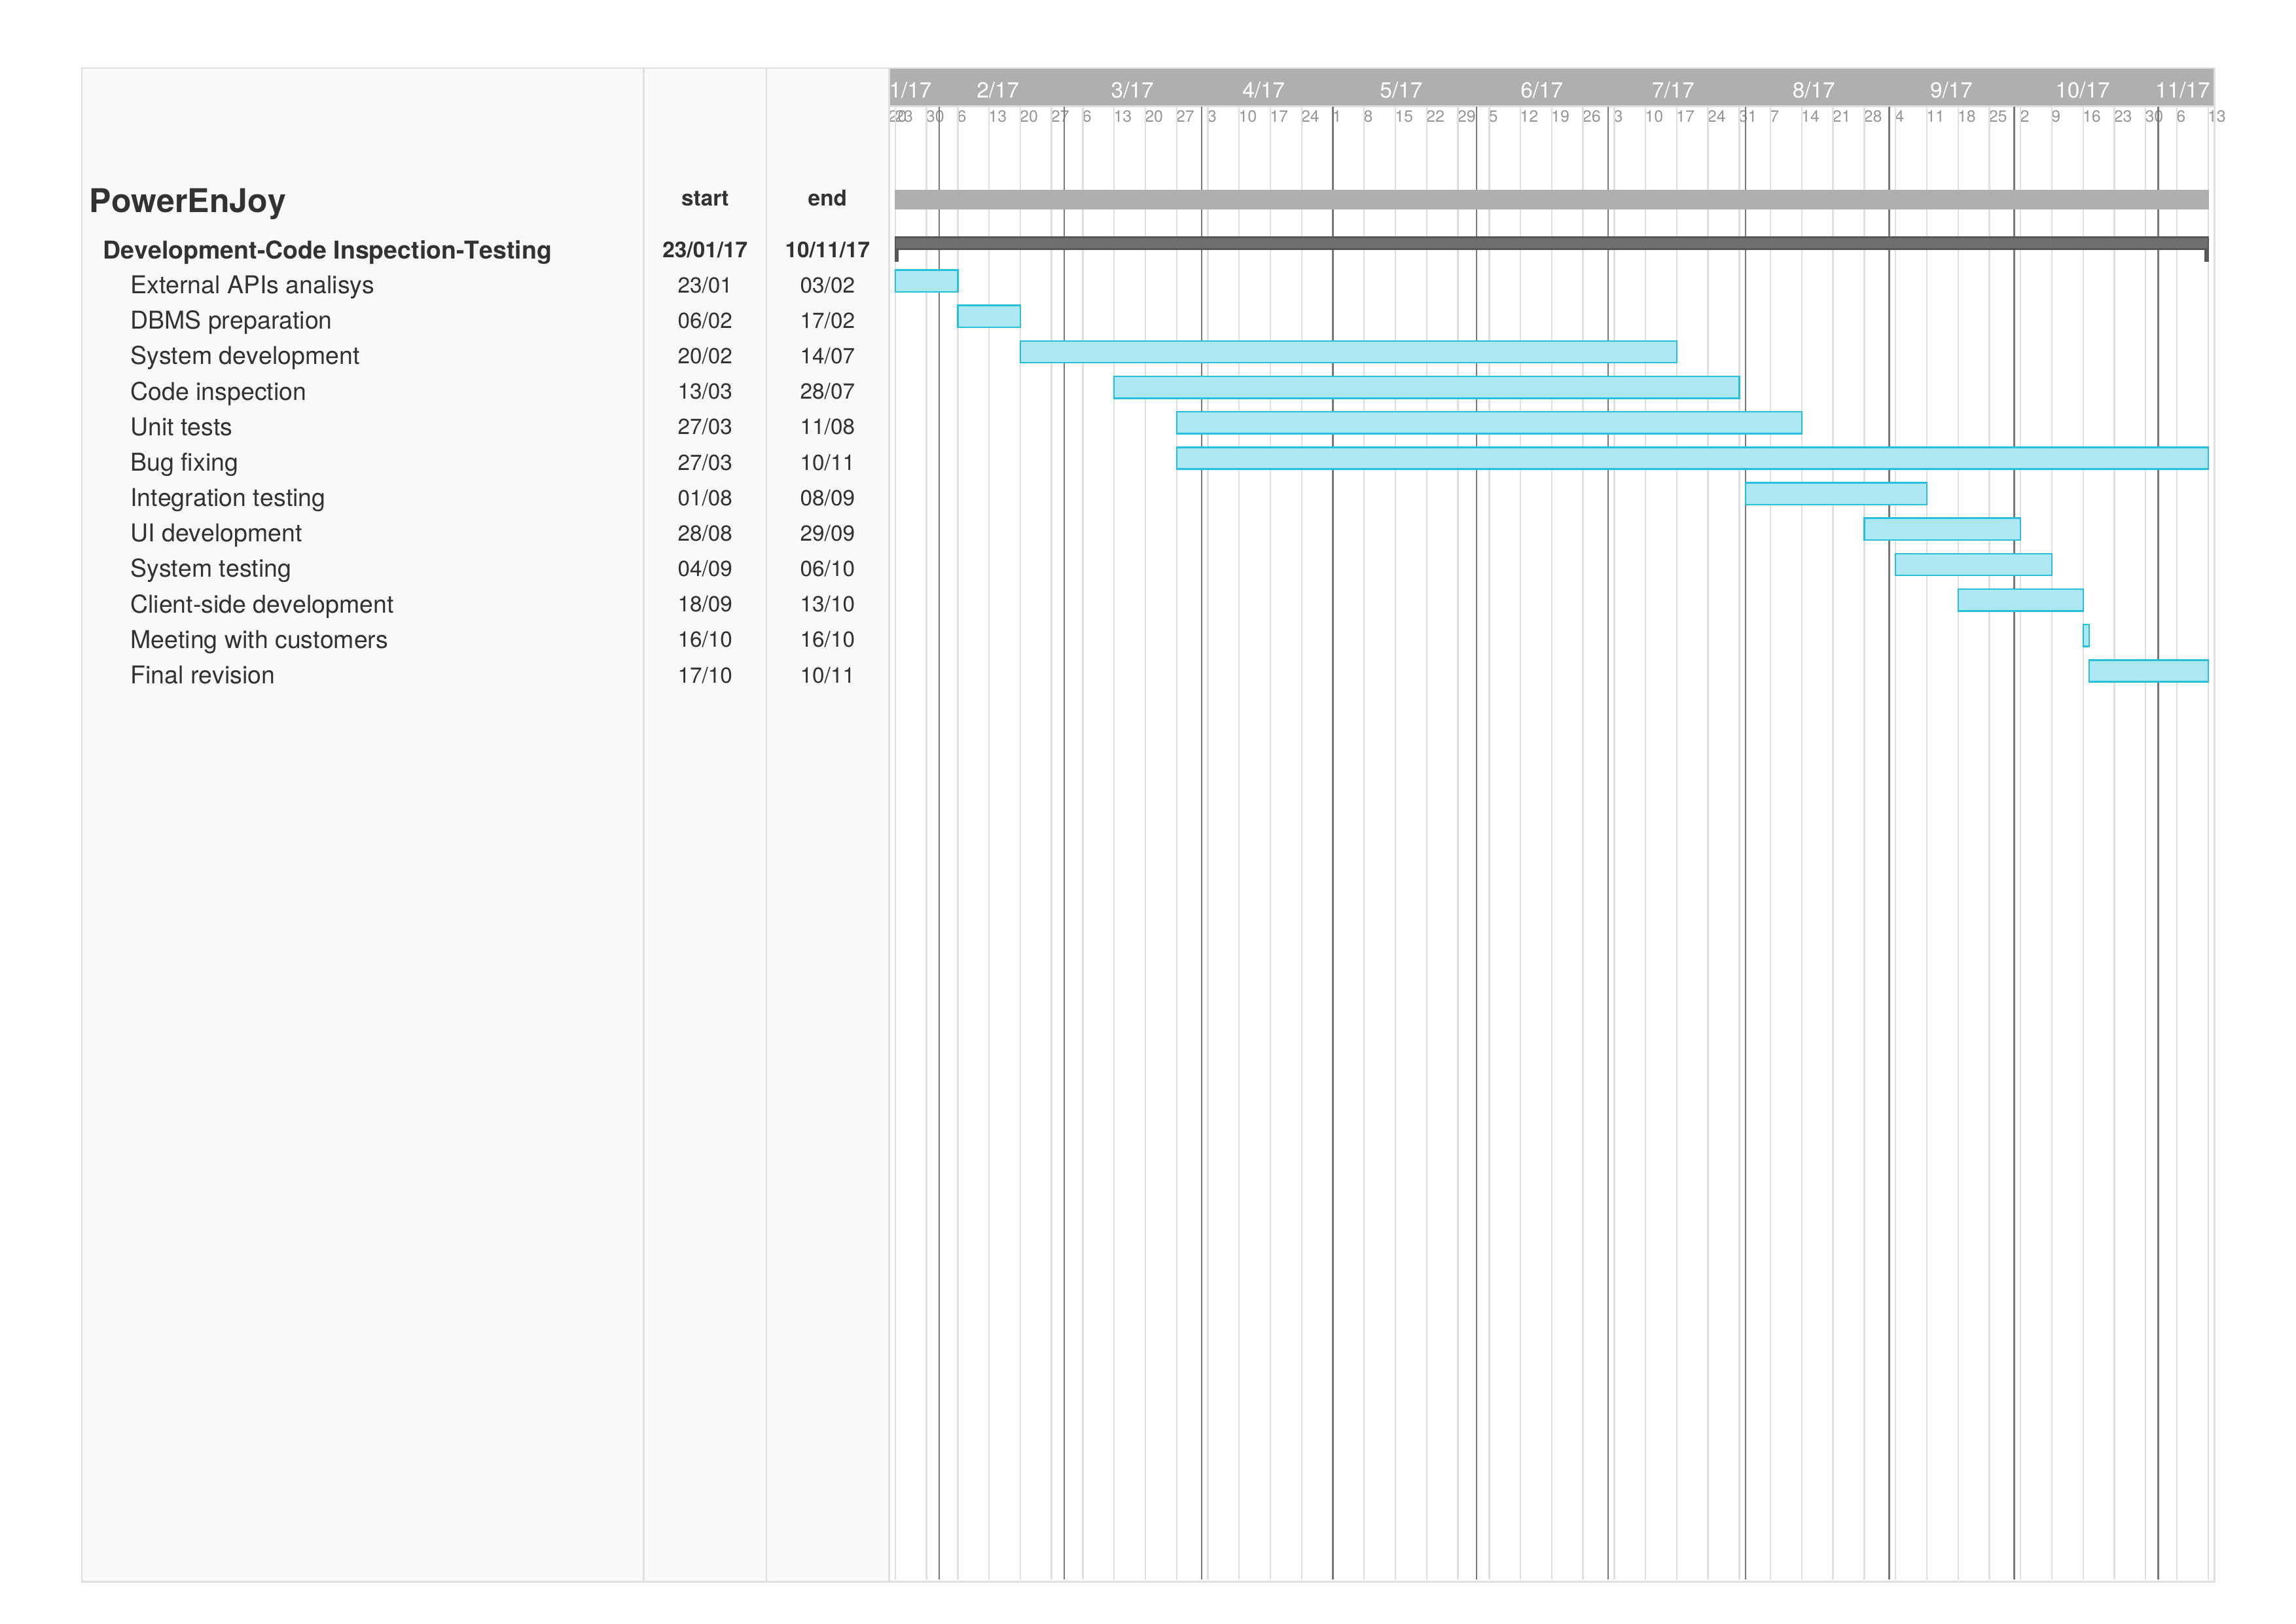 1/17 2/17 3/17 4/17 5/17 6/17 7/17 8/17 9/17 10/17 11/17
20 23 30 6 13 20 27 6 13 20 27 3 10 17 24 1 8 15 22 29 5 12 19 26 3 10 17 24 31 7 14 21 28 4 11 18 25 2 9 16 23 30 6 13
PowerEnJoy start end
Development-Code Inspection-Testing 23/01/17 10/11/17
External APIs analisys 23/01 03/02
DBMS preparation 06/02 17/02
System development 20/02 14/07
Code inspection 13/03 28/07
Unit tests 27/03 11/08
Bug fixing 27/03 10/11
Integration testing 01/08 08/09
UI development 28/08 29/09
System testing 04/09 06/10
Client-side development 18/09 13/10
Meeting with customers 16/10 16/10
Final revision 17/10 10/11